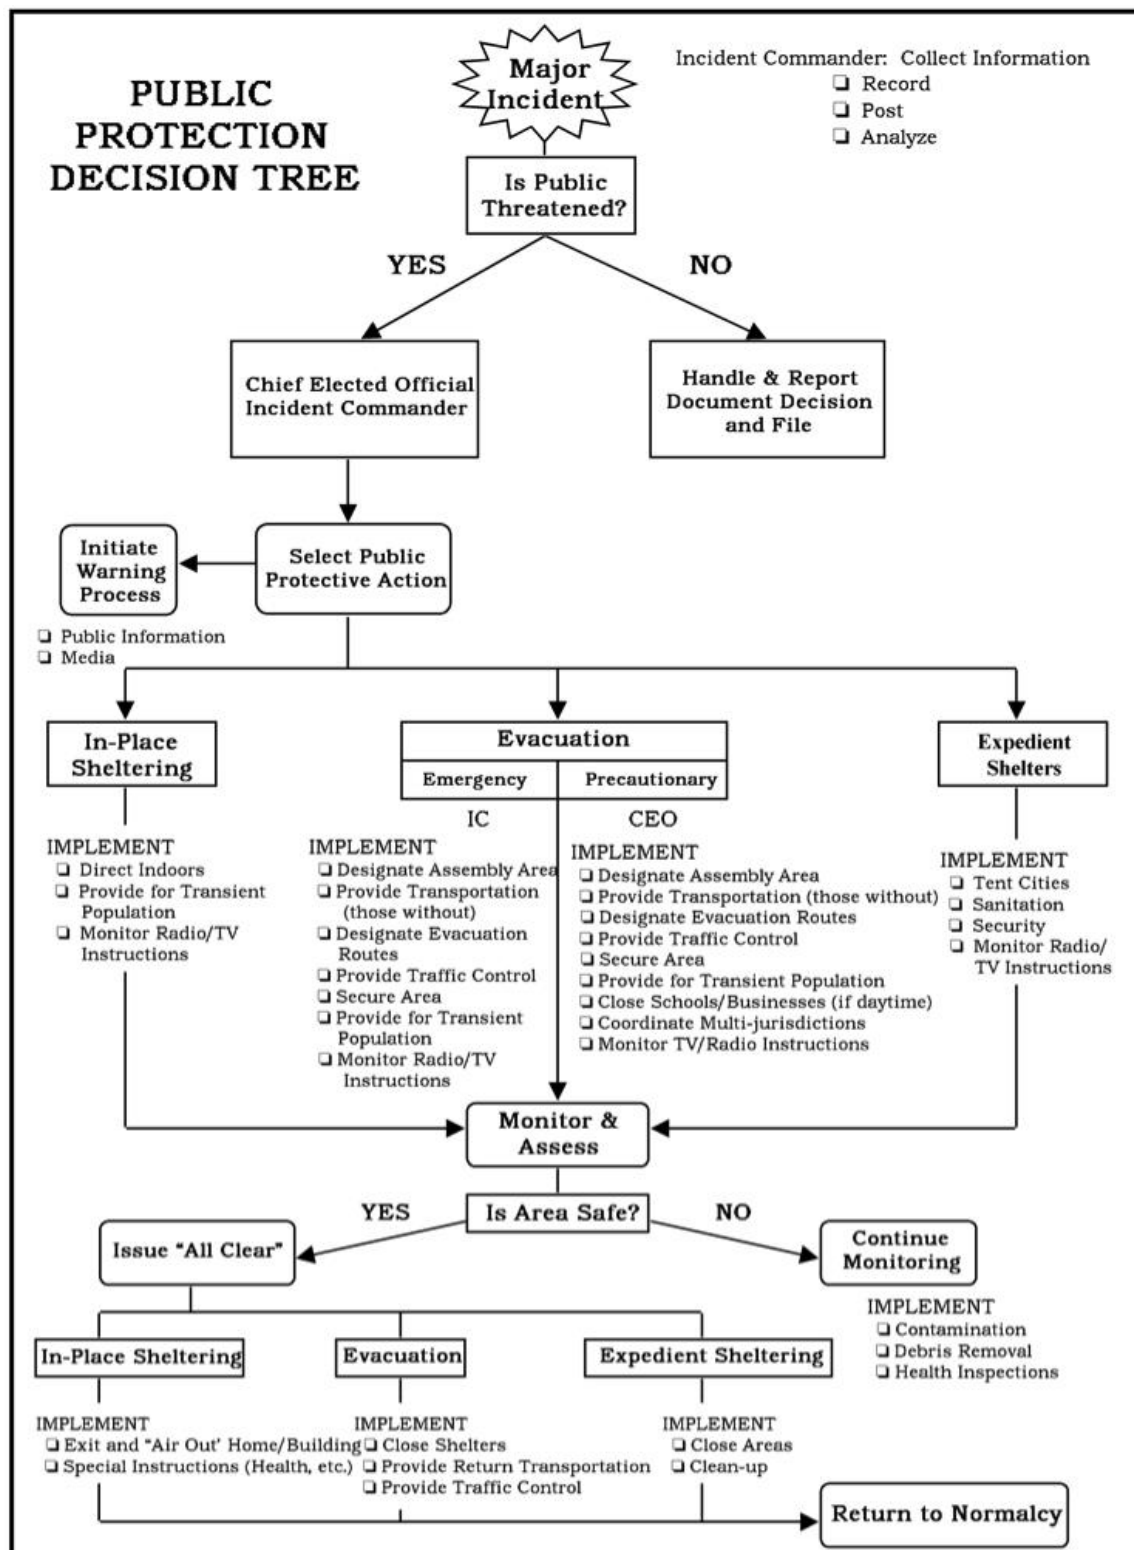 PUBLIC
PROTECTION
DECISION TREE
Major
Incident
Incident Commander: Collect Information
❏ Record
❏ Post
❏ Analyze
Is Public
Threatened?
YES
NO
Chief Elected Official
Incident Commander
Handle & Report
Document Decision
and File
Initiate
Warning
Process
Select Public
Protective Action
❏ Public Information
❏ Media
In-Place
Sheltering
Evacuation
Emergency
Precautionary
Expedient
Shelters
IC
CEO
IMPLEMENT
❏ Direct Indoors
❏ Provide for Transient
Population
❏ Monitor Radio/TV
Instructions
IMPLEMENT
❏ Designate Assembly Area
❏ Provide Transportation
(those without)
❏ Designate Evacuation
Routes
❏ Provide Traffic Control
❏ Secure Area
❏ Provide for Transient
Population
❏ Monitor Radio/TV
Instructions
IMPLEMENT
❏ Designate Assembly Area
❏ Provide Transportation (those without)
❏ Designate Evacuation Routes
❏ Provide Traffic Control
❏ Secure Area
❏ Provide for Transient Population
❏ Close Schools/Businesses (if daytime)
❏ Coordinate Multi-jurisdictions
❏ Monitor TV/Radio Instructions
IMPLEMENT
❏ Tent Cities
❏ Sanitation
❏ Security
❏ Monitor Radio/
TV Instructions
Monitor &
Assess
Is Area Safe?
YES
NO
Issue "All Clear"
Continue
Monitoring
IMPLEMENT
❏ Contamination
❏ Debris Removal
❏ Health Inspections
In-Place Sheltering
Evacuation
Expedient Sheltering
IMPLEMENT
❏ Exit and "Air Out' Home/Building
❏ Special Instructions (Health, etc.)
IMPLEMENT
❏ Close Shelters
❏ Provide Return Transportation
❏ Provide Traffic Control
IMPLEMENT
❏ Close Areas
❏ Clean-up
Return to Normalcy